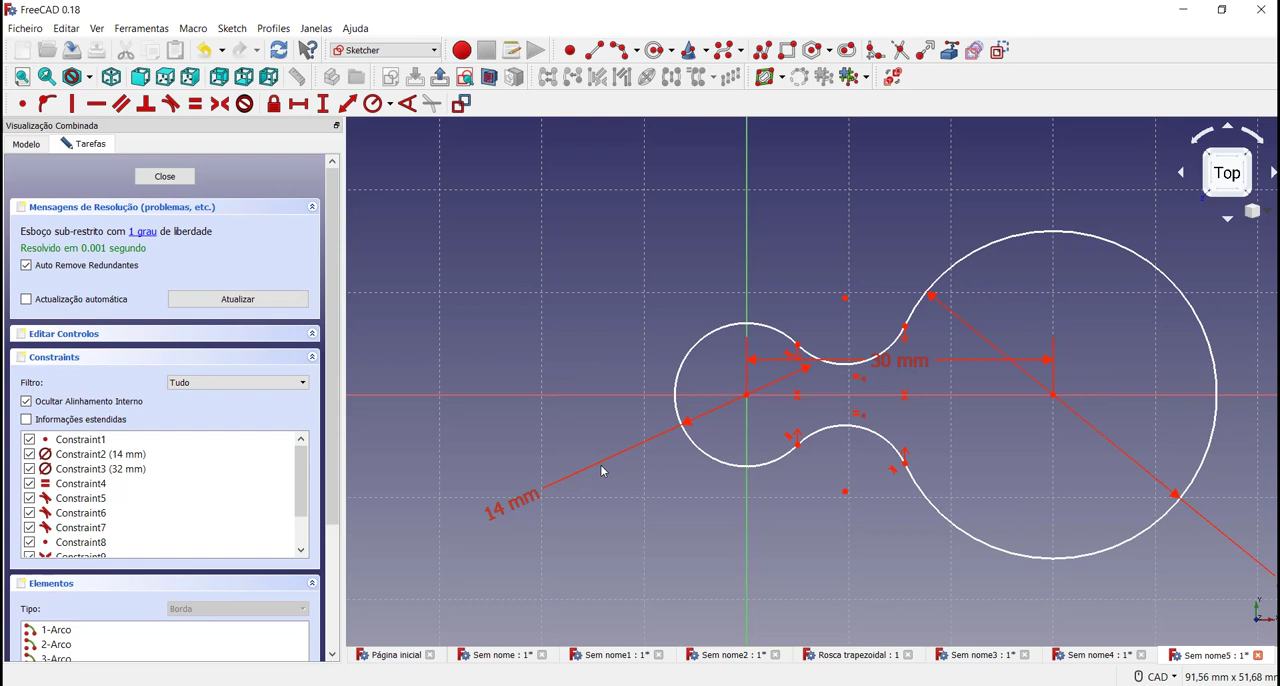 FreeCAD 0.18
Ficheiro Editar Ver Ferramentas Macro Sketch Profiles Janelas Ajuda
Sketcher
Visualização Combinada
Modelo Tarefas
Close
Mensagens de Resolução (problemas, etc.)
Esboço sub-restrito com 1 grau de liberdade
Resolvido em 0.001 segundo
Auto Remove Redundantes
Actualização automática Atualizar
Editar Controlos
Constraints
Filtro: Tudo
Ocultar Alinhamento Interno
Informações estendidas
Constraint1
Constraint2 (14 mm)
Constraint3 (32 mm)
Constraint4
Constraint5
Constraint6
Constraint7
Constraint8
Constraint9
Elementos
Tipo: Borda
1-Arco
2-Arco
3-Arco
Top
30 mm
14 mm
Y
Página inicial Sem nome : 1* Sem nome1 : 1* Sem nome2 : 1* Rosca trapezoidal : 1 Sem nome3 : 1* Sem nome4 : 1* Sem nome5 : 1*
CAD 91,56 mm x 51,68 mm